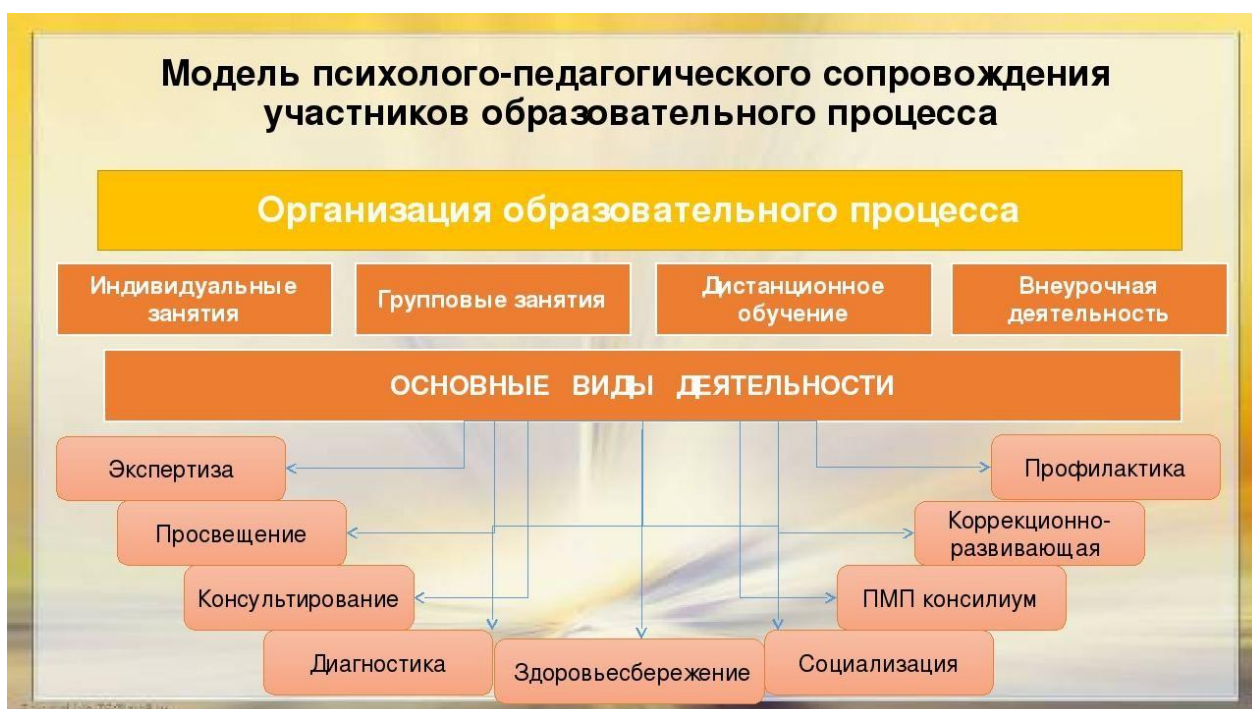 Модель психолого-педагогического сопровождения
участников образовательного процесса
Организация образовательного процесса
Индивидуальные
занятия
Групповые занятия
Дистанционное
обучение
Внеурочная
деятельность
ОСНОВНЫЕ ВИДЫ ДЕЯТЕЛЬНОСТИ
Экспертиза
Профилактика
Просвещение
Коррекционно-
развивающая
Консультирование
ПМП консилиум
Диагностика
Здоровьесбережение
Социализация